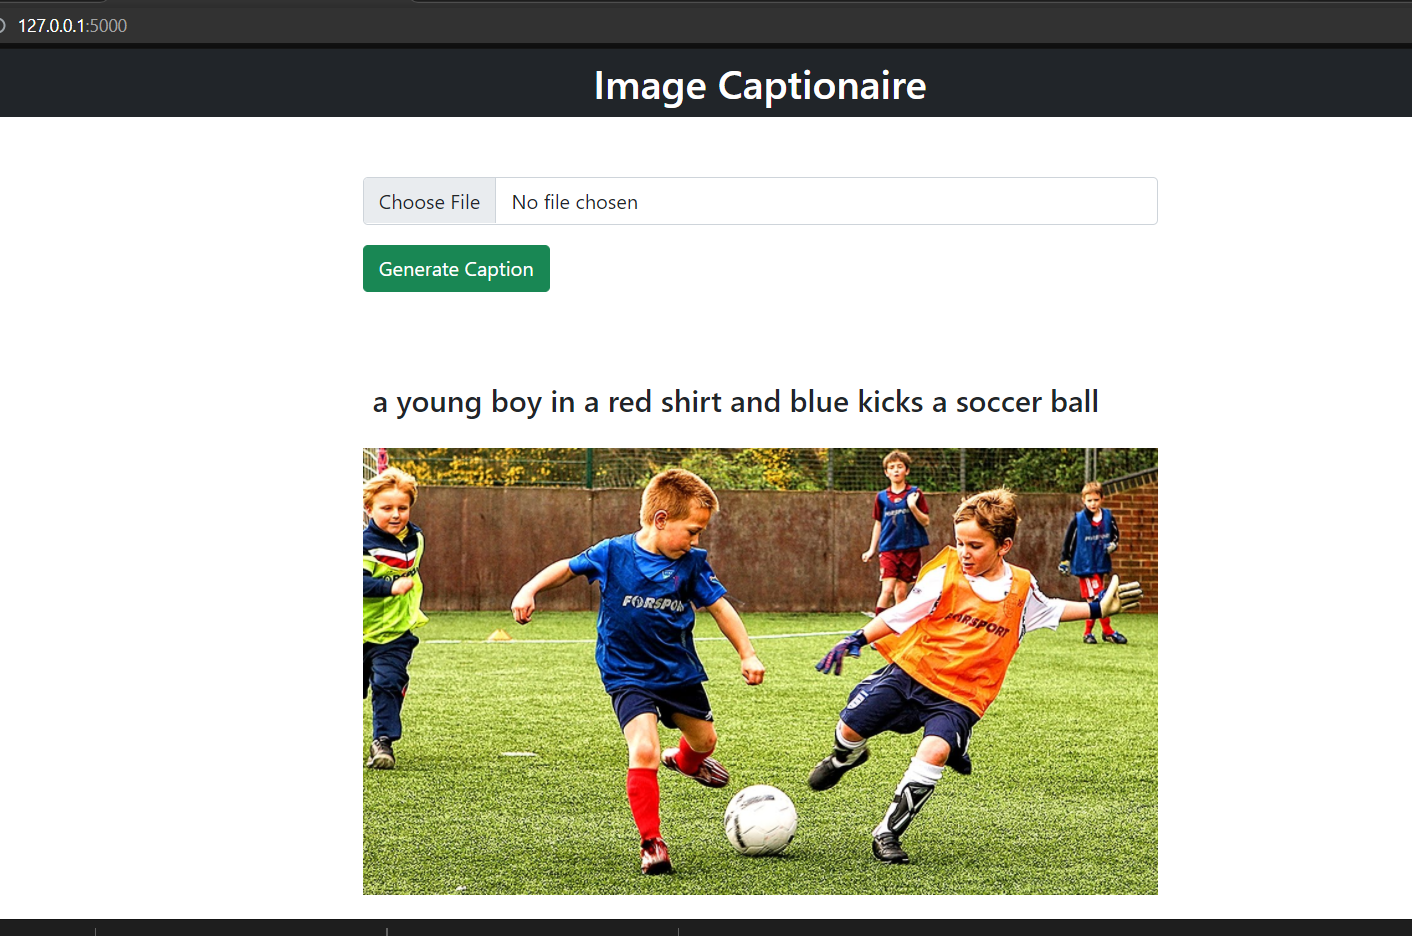 127.0.0.1:5000
Image Captionaire
Choose File No file chosen
Generate Caption
a young boy in a red shirt and blue kicks a soccer ball
FORSPORT